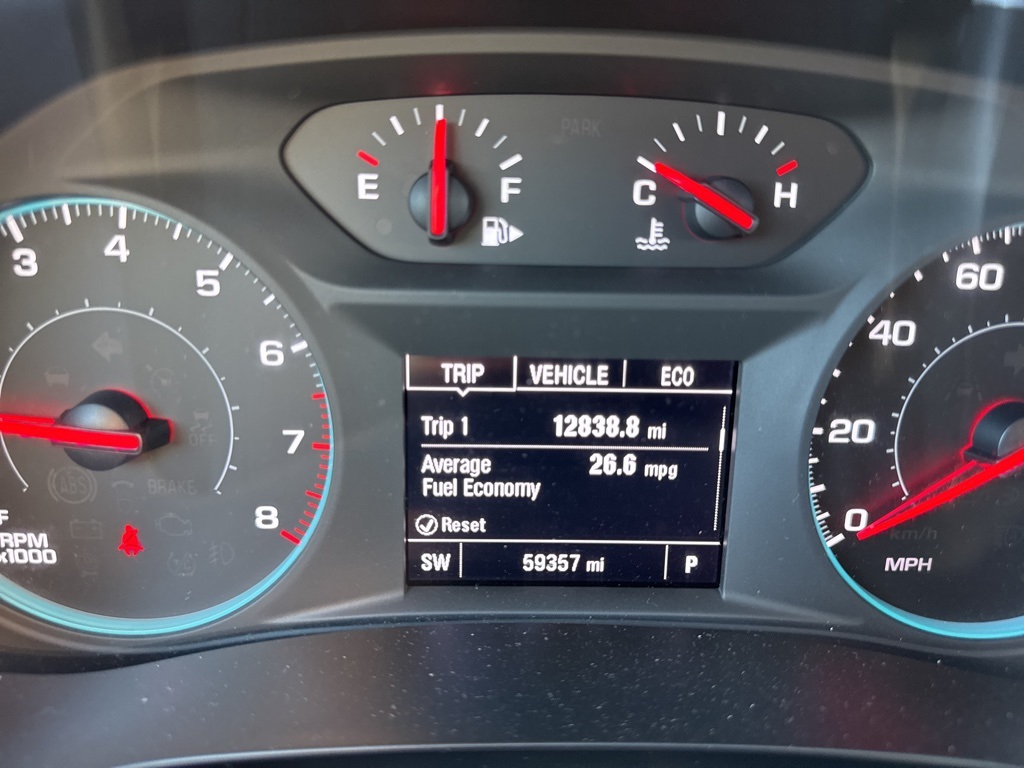 PARK
E
F
C
H
3
4
5
6
7
8
RPM
x1000
ABS
BRAKE
OFF
TRIP VEHICLE ECO
Trip 1 12838.8 mi
Average 26.6 mpg
Fuel Economy
Reset
SW 59357 mi P
60
40
20
0
km/h
MPH